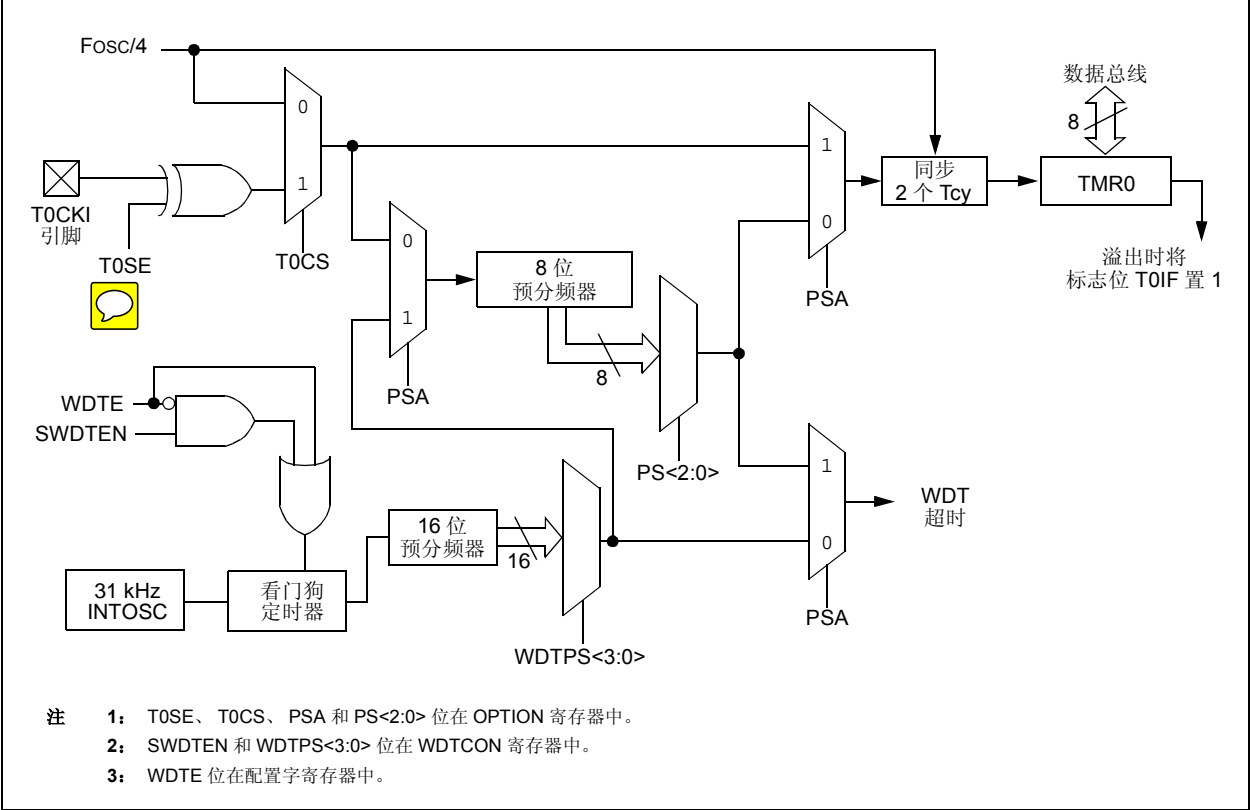 FOSC/4
0
1
T0CKI
引脚
T0SE
T0CS
0
1
PSA
8 位
预分频器
8
PS<2:0>
1
0
PSA
同步
2 个 Tcy
数据总线
8
TMR0
溢出时将
标志位 T0IF 置 1
WDTE
SWDTEN
31 kHz
INTOSC
看门狗
定时器
16 位
预分频器
16
WDTPS<3:0>
1
0
PSA
WDT
超时
注 1： T0SE、 T0CS、 PSA 和 PS<2:0> 位在 OPTION 寄存器中。
2： SWDTEN 和 WDTPS<3:0> 位在 WDTCON 寄存器中。
3： WDTE 位在配置字寄存器中。